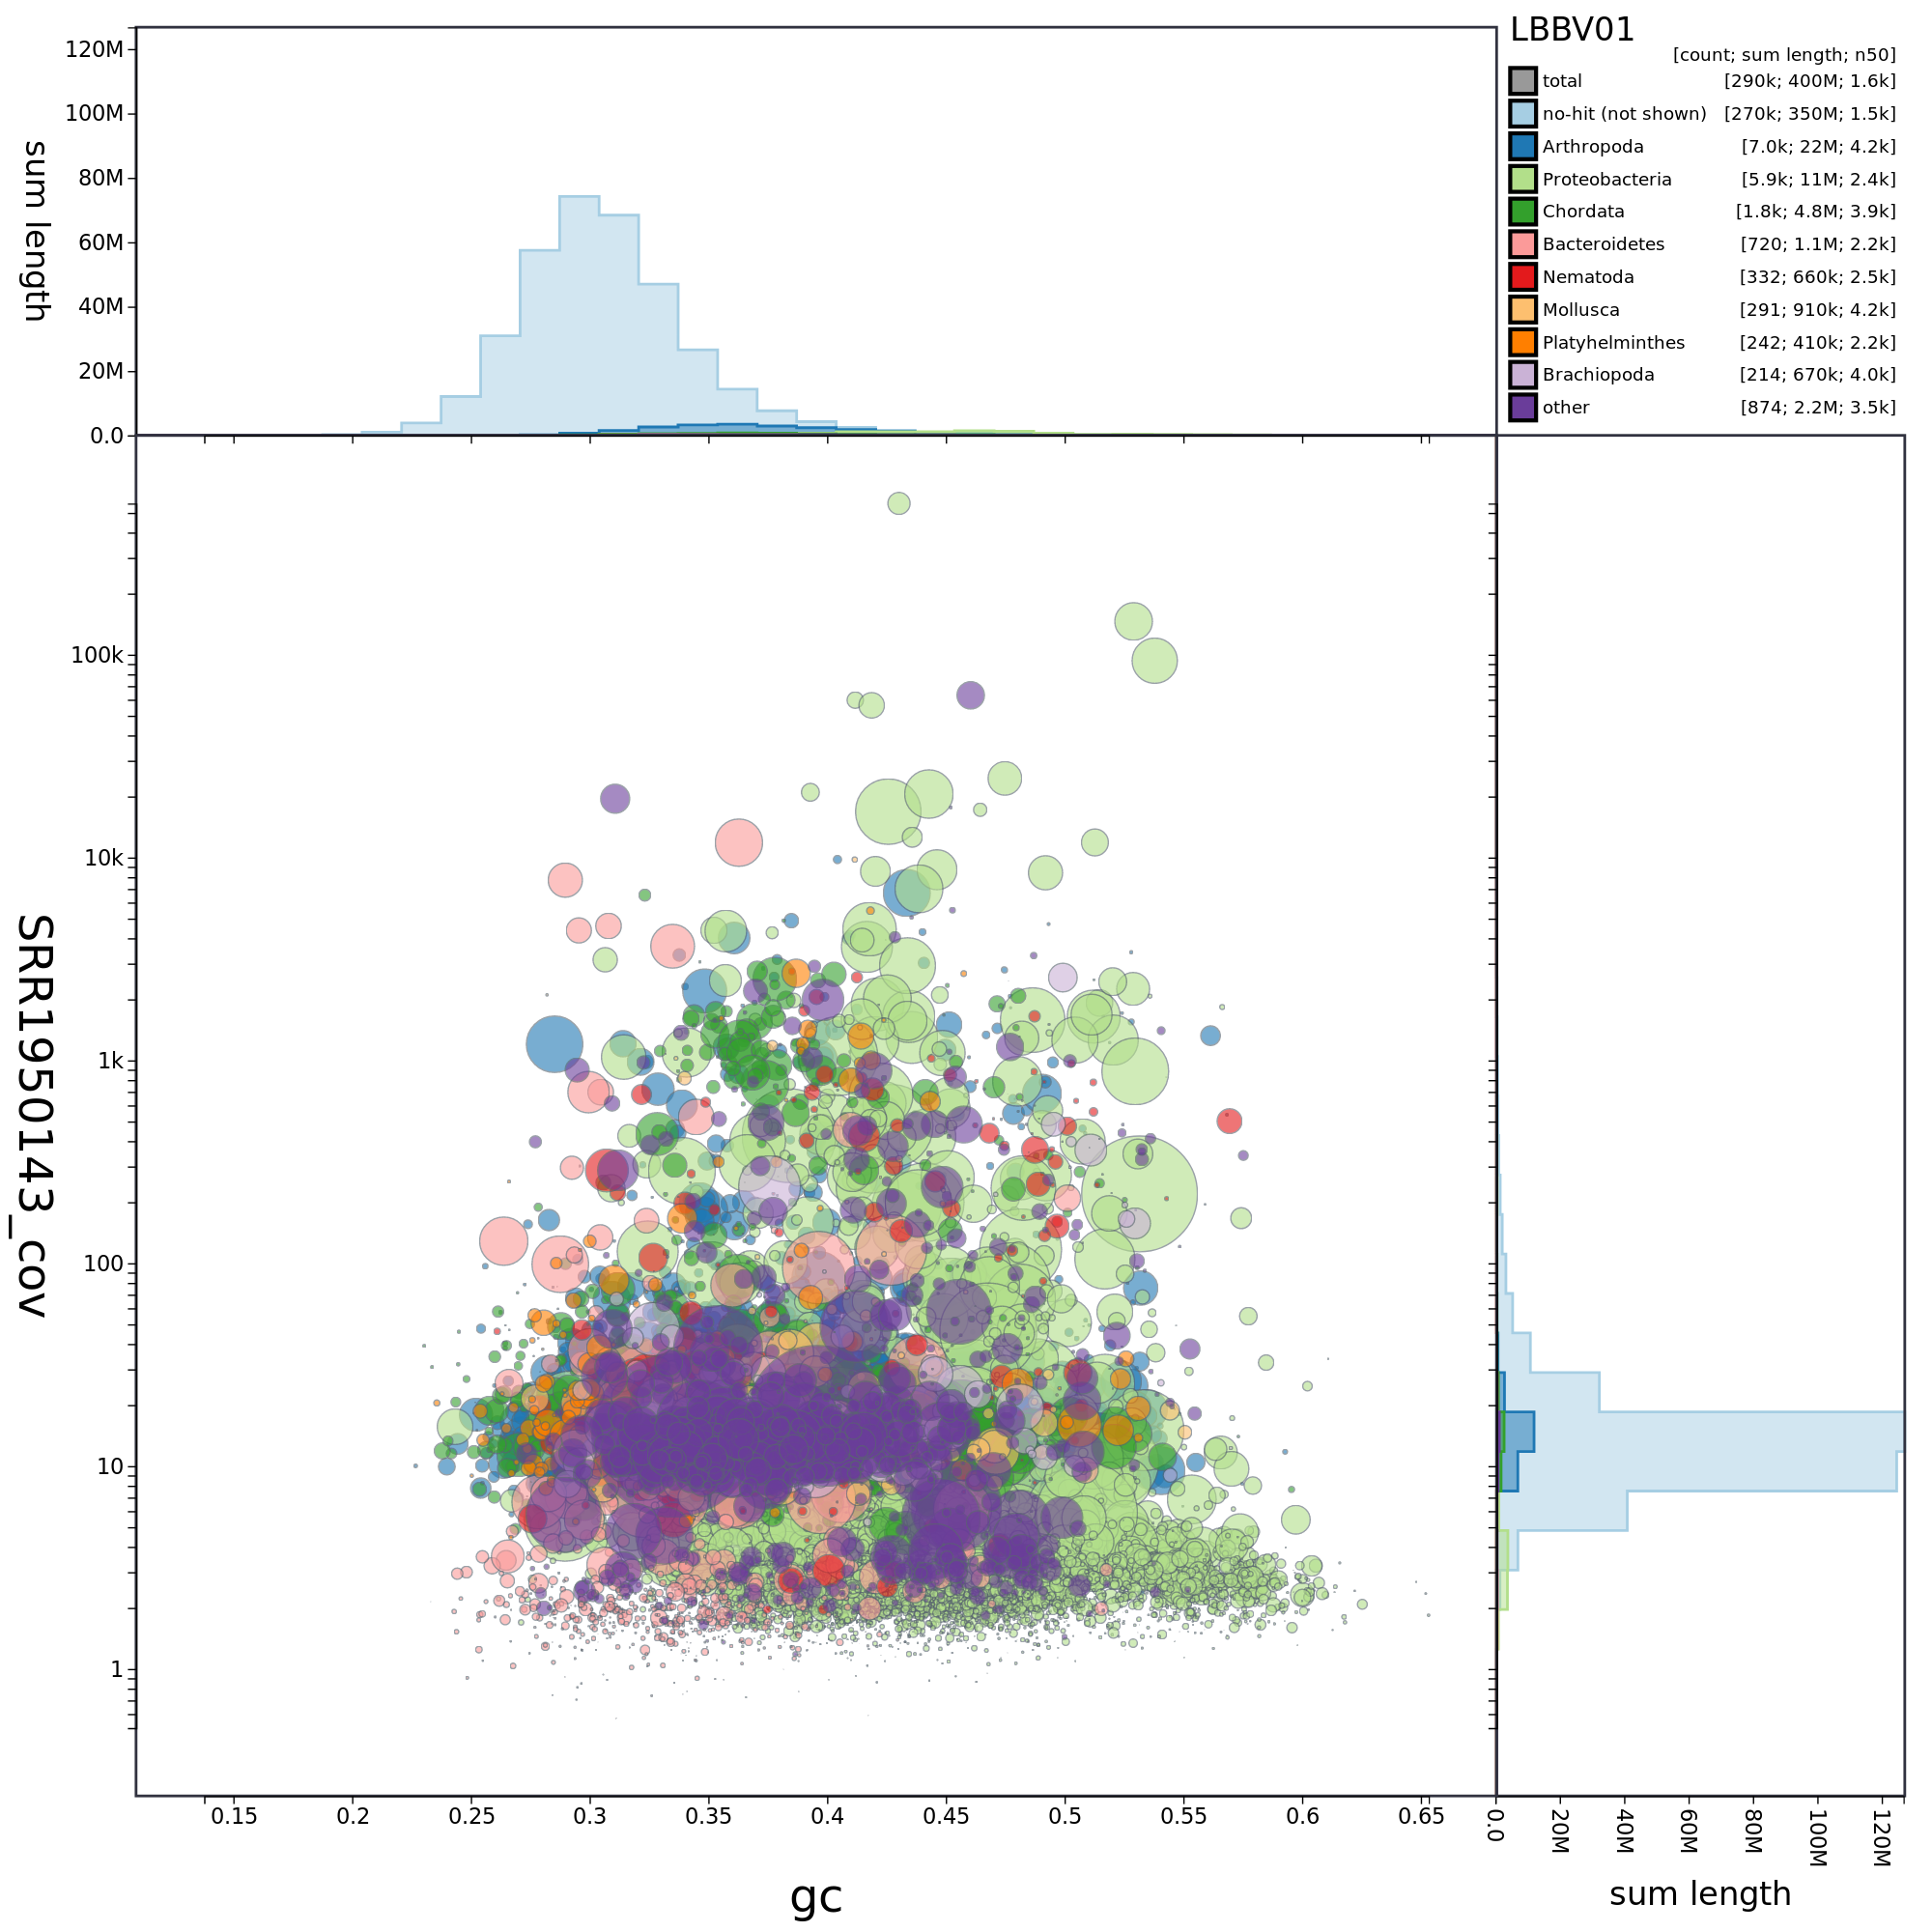 LBBV01
[count; sum length; n50]
total [290k; 400M; 1.6k]
no-hit (not shown) [270k; 350M; 1.5k]
Arthropoda [7.0k; 22M; 4.2k]
Proteobacteria [5.9k; 11M; 2.4k]
Chordata [1.8k; 4.8M; 3.9k]
Bacteroidetes [720; 1.1M; 2.2k]
Nematoda [332; 660k; 2.5k]
Mollusca [291; 910k; 4.2k]
Platyhelminthes [242; 410k; 2.2k]
Brachiopoda [214; 670k; 4.0k]
other [874; 2.2M; 3.5k]
sum length
120M
100M
80M
60M
40M
20M
0.0
SRR1950143_cov
100k
10k
1k
100
10
1
0.15 0.2 0.25 0.3 0.35 0.4 0.45 0.5 0.55 0.6 0.65
gc
0.0 20M 40M 60M 80M 100M 120M
sum length